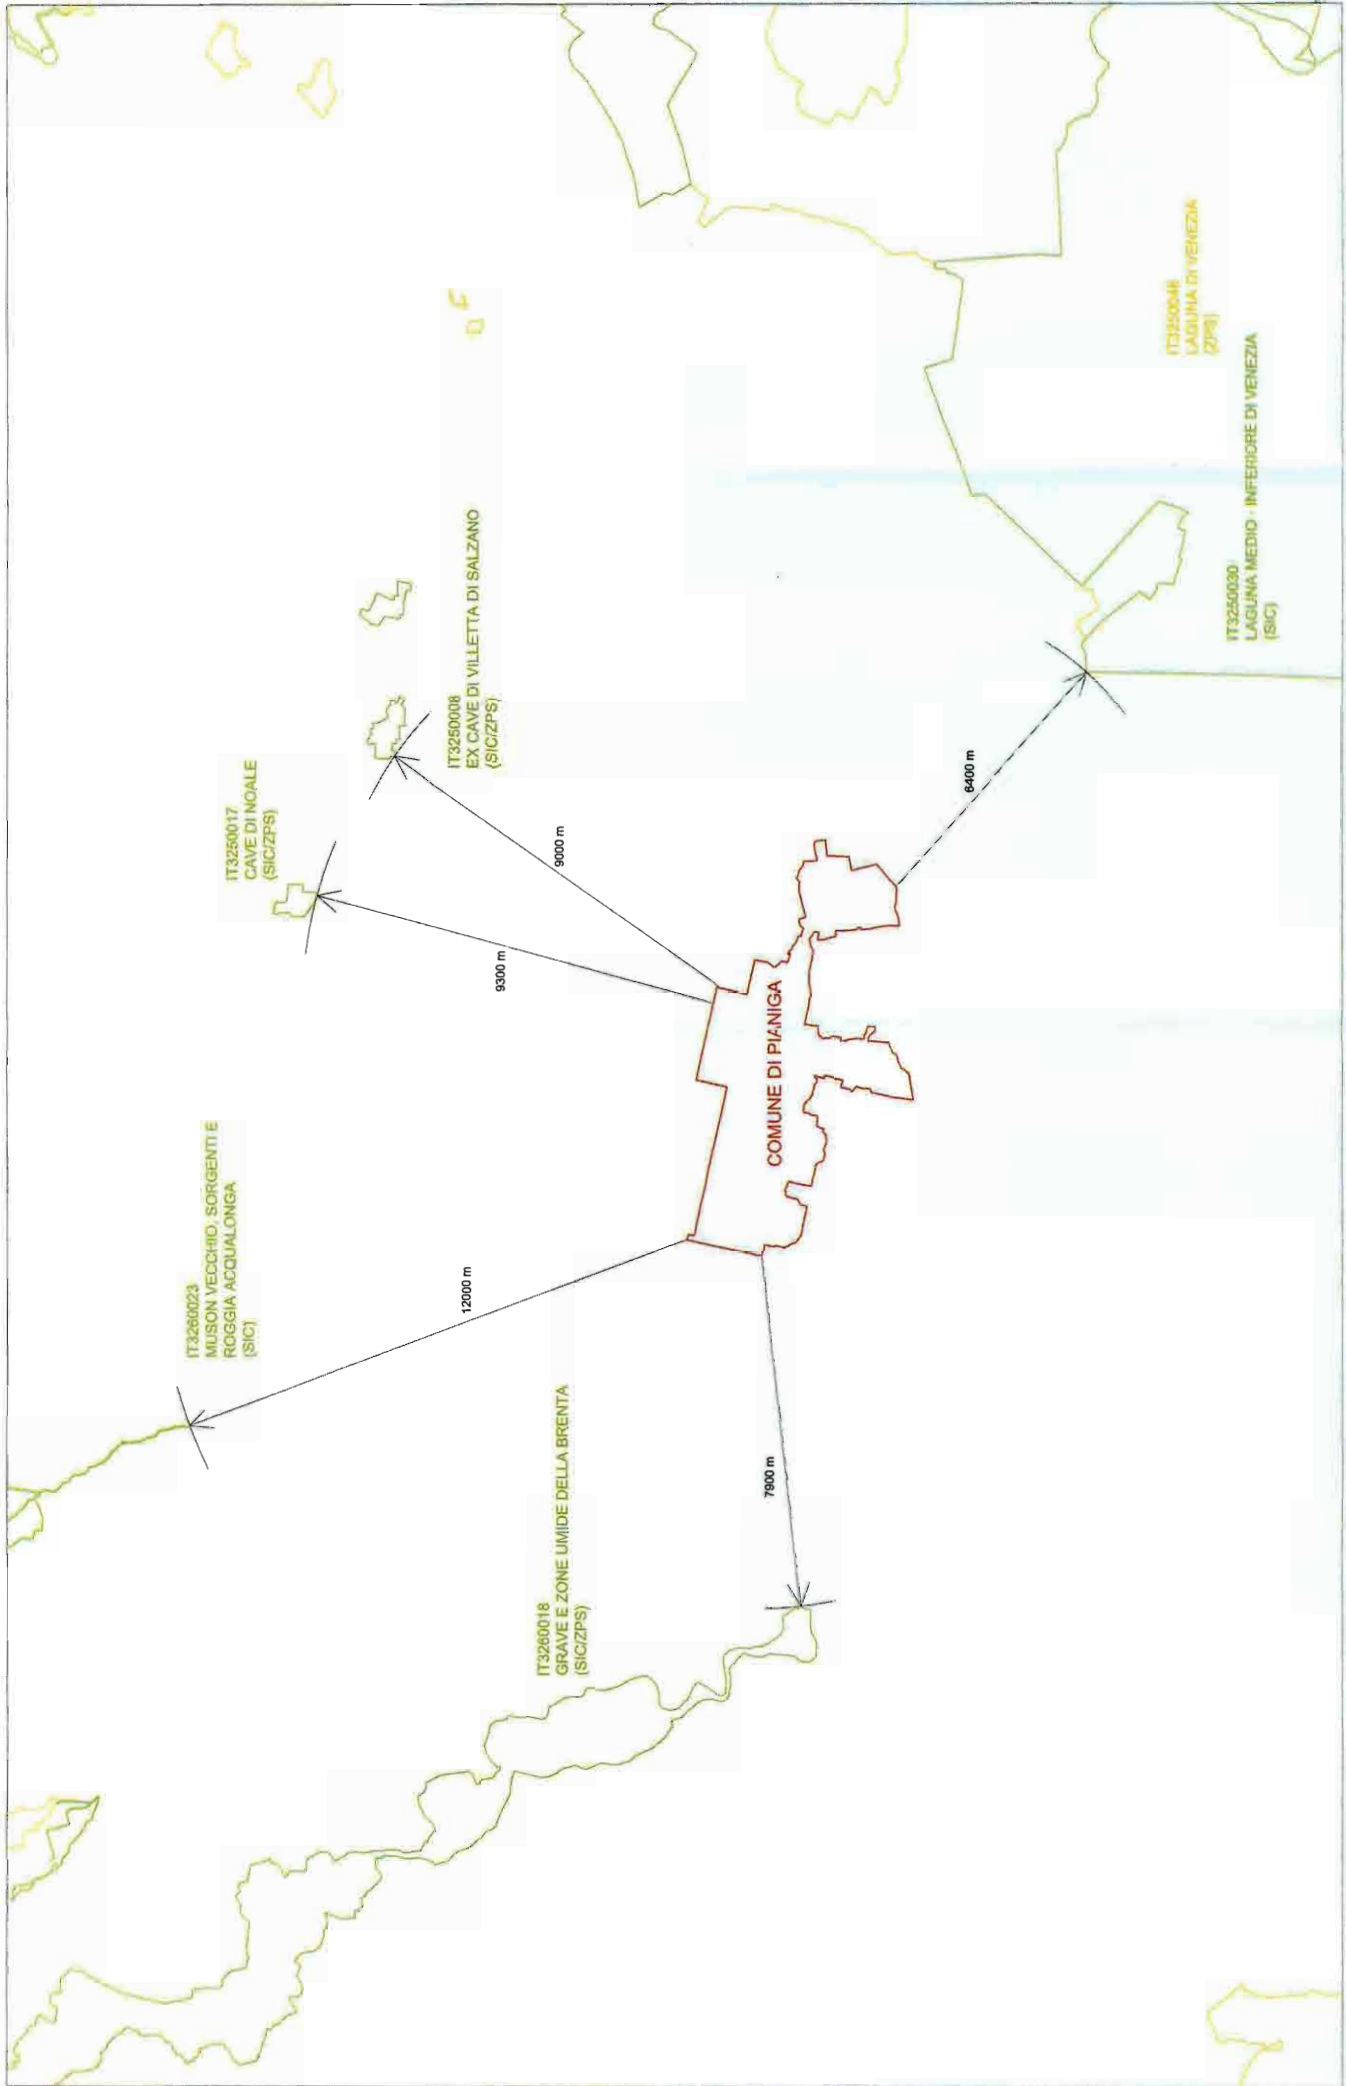 IT3260023
MUSON VECCHIO, SORGENTI E
ROGGIA ACQUALONGA
(SIC)
IT3250017
CAVE DI NOALE
(SIC/ZPS)
IT3250008
EX CAVE DI VILLETTA DI SALZANO
(SIC/ZPS)
12000 m
9300 m
9000 m
IT3260018
GRAVE E ZONE UMIDE DELLA BRENTA
(SIC/ZPS)
7900 m
COMUNE DI PIANIGA
6400 m
IT3250046
LAGUNA DI VENEZIA
(ZPS)
IT3250030
LAGUNA MEDIO - INFERIORE DI VENEZIA
(SIC)